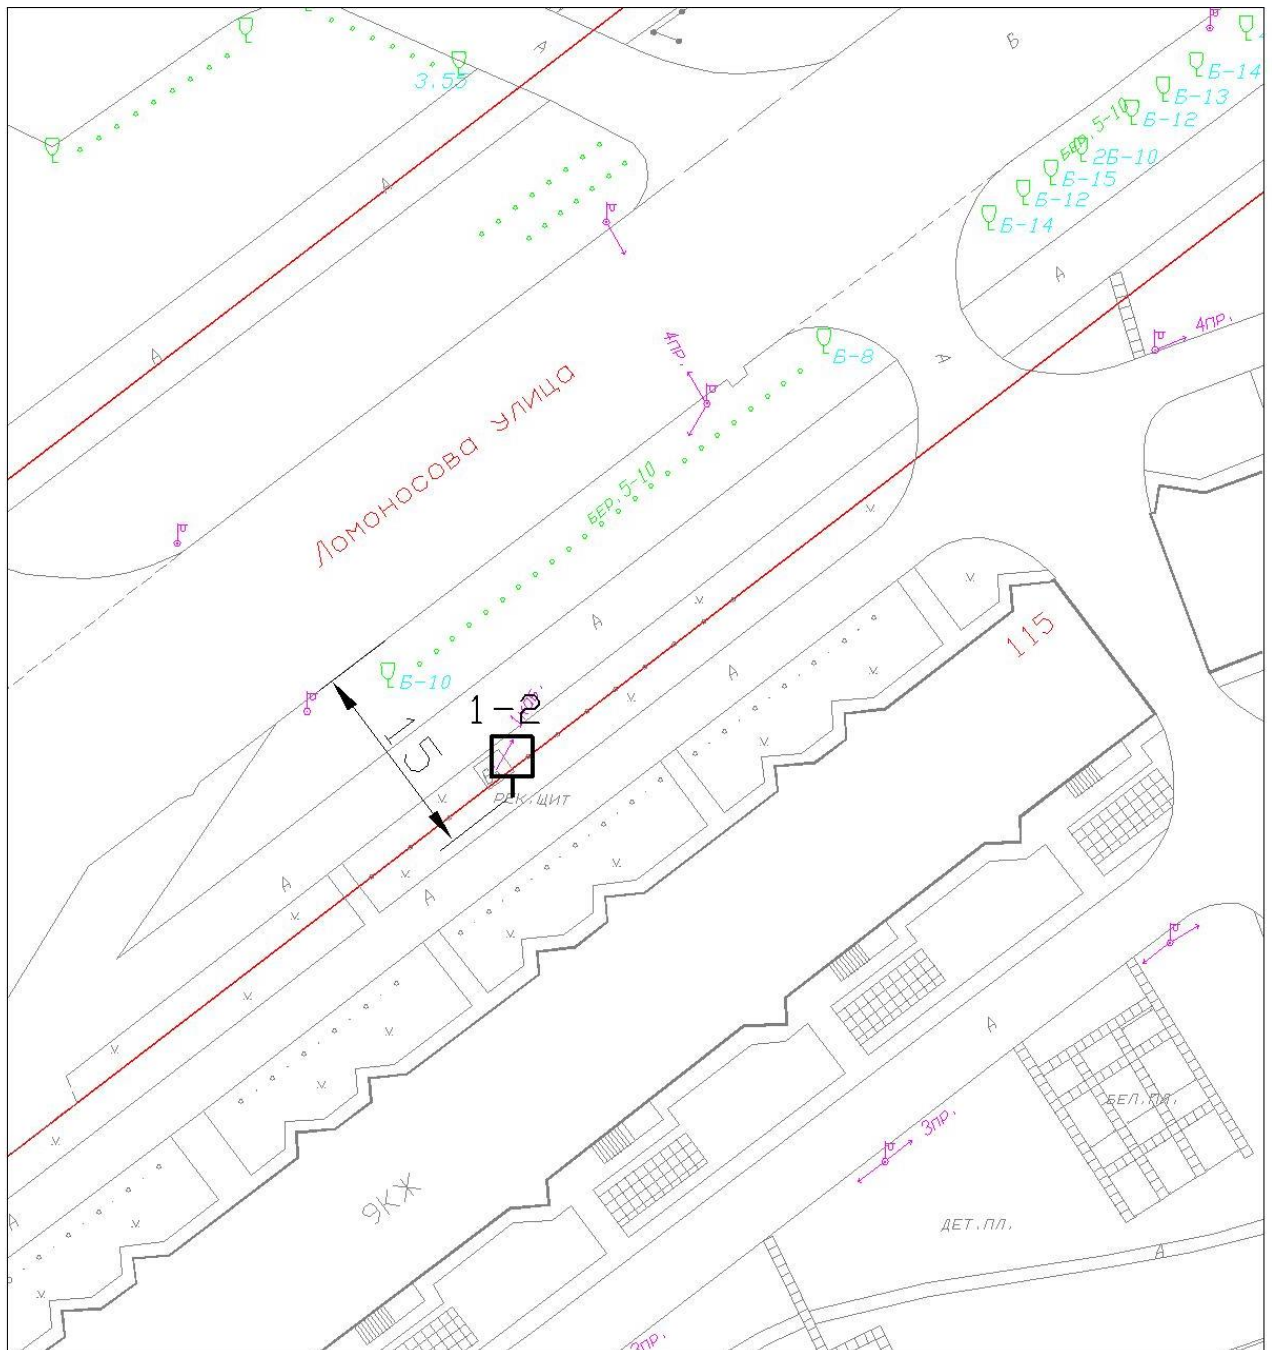 А
Б
3.55
Б-14
Б-13
БЕР.5-10
Б-12
2Б-10
Б-15
А
Б-12
Б-14
А
4ПР.
4ПР.
А
Б-8
А
Ломоносова улица
БЕР.5-10
А
115
А
Б-10
1-2
15
РЕК.ЩИТ
А
А
А
БЕЛ.ПЛ.
3ПР.
9КЖ
А
ДЕТ.ПЛ.
А
3ПР.